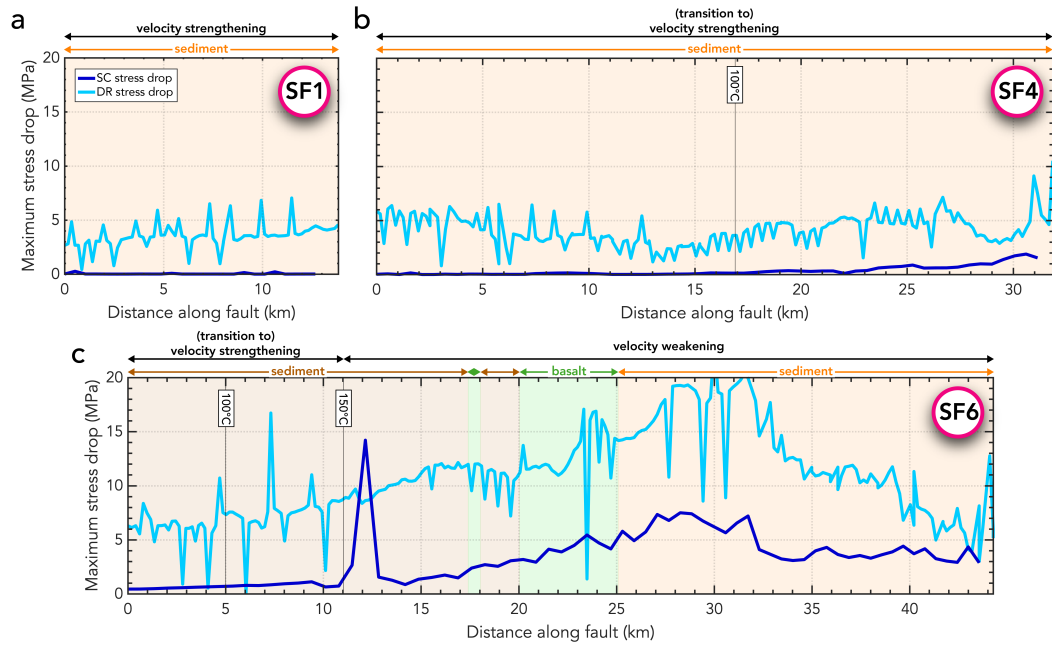 a
velocity strengthening
sediment
20
15
10
5
0
Maximum stress drop (MPa)
SC stress drop
DR stress drop
SF1
0
5
10
Distance along fault (km)
b
(transition to)
velocity strengthening
sediment
100°C
SF4
0
5
10
15
20
25
30
Distance along fault (km)
c
(transition to)
velocity strengthening
velocity weakening
sediment
basalt
sediment
20
15
10
5
0
Maximum stress drop (MPa)
100°C
150°C
SF6
0
5
10
15
20
25
30
35
40
Distance along fault (km)